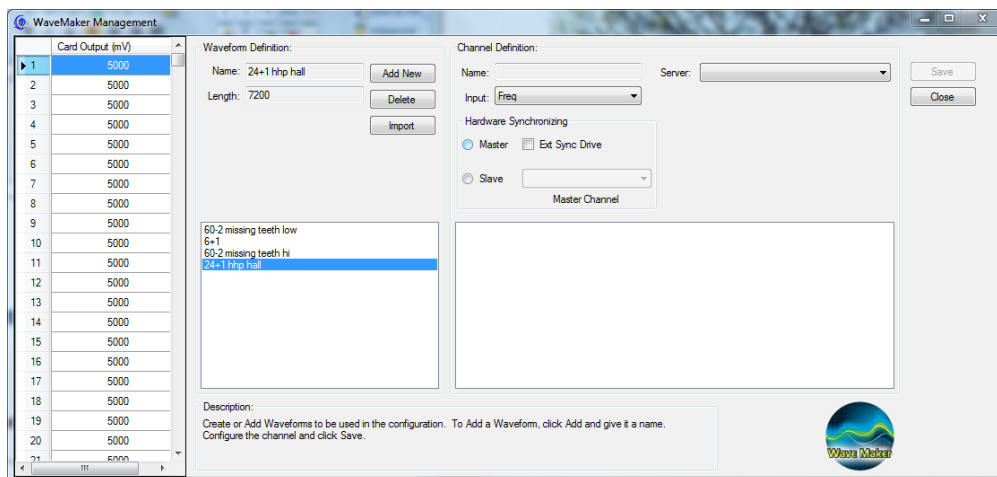 WaveMaker Management
Card Output (mV)
1 5000
2 5000
3 5000
4 5000
5 5000
6 5000
7 5000
8 5000
9 5000
10 5000
11 5000
12 5000
13 5000
14 5000
15 5000
16 5000
17 5000
18 5000
19 5000
20 5000
21 5000
Waveform Definition:
Name: 24+1 hhp hall Add New
Length: 7200 Delete
Import
60-2 missing teeth low
6+1
60-2 missing teeth hi
24+1 hhp hall
Channel Definition:
Name: Server:
Input: Freq
Hardware Synchronizing
Master Ext Sync Drive
Slave
Master Channel
Save
Close
Description:
Create or Add Waveforms to be used in the configuration. To Add a Waveform, click Add and give it a name.
Configure the channel and click Save.
Wave Maker